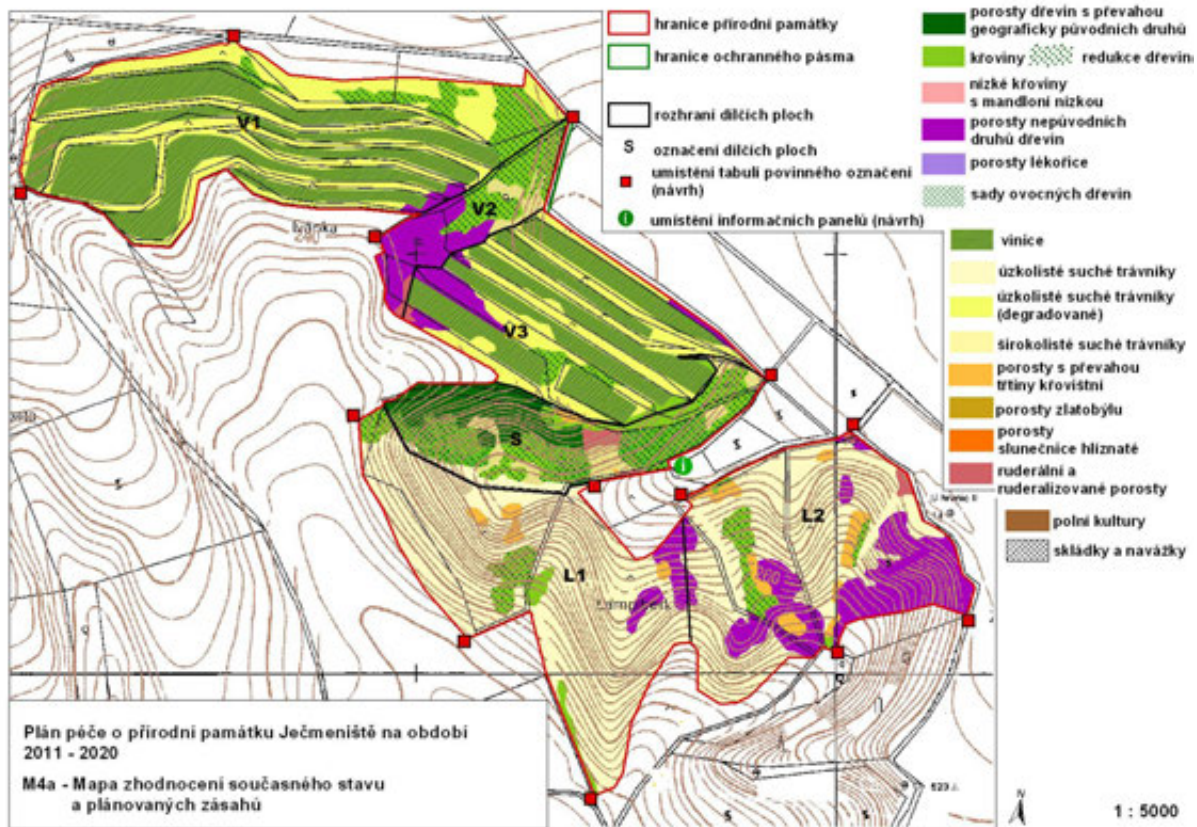 hranice přírodní památky
hranice ochranného pásma
rozhraní dílčích ploch
S označení dílčích ploch
umístění tabulí povinného označení
(návrh)
i umístění informačních panelů (návrh)
porosty dřevin s převahou
geograficky původních druhů
křoviny redukce dřevin
nízké křoviny
s mandloní nízkou
porosty nepůvodních
druhů dřevin
porosty lékořice
sady ovocných dřevin
vinice
úzkolisté suché trávníky
úzkolisté suché trávníky
(degradované)
širokolisté suché trávníky
porosty s převahou
třtiny křovištní
porosty zlatobýlu
porosty
slunečnice hlíznaté
ruderální a
ruderalizované porosty
polní kultury
skládky a navážky
V1
V2
V3
S
L1
L2
Plán péče o přírodní památku Ječmeniště na období
2011 - 2020
M4a - Mapa zhodnocení současného stavu
a plánovaných zásahů
1 : 5000